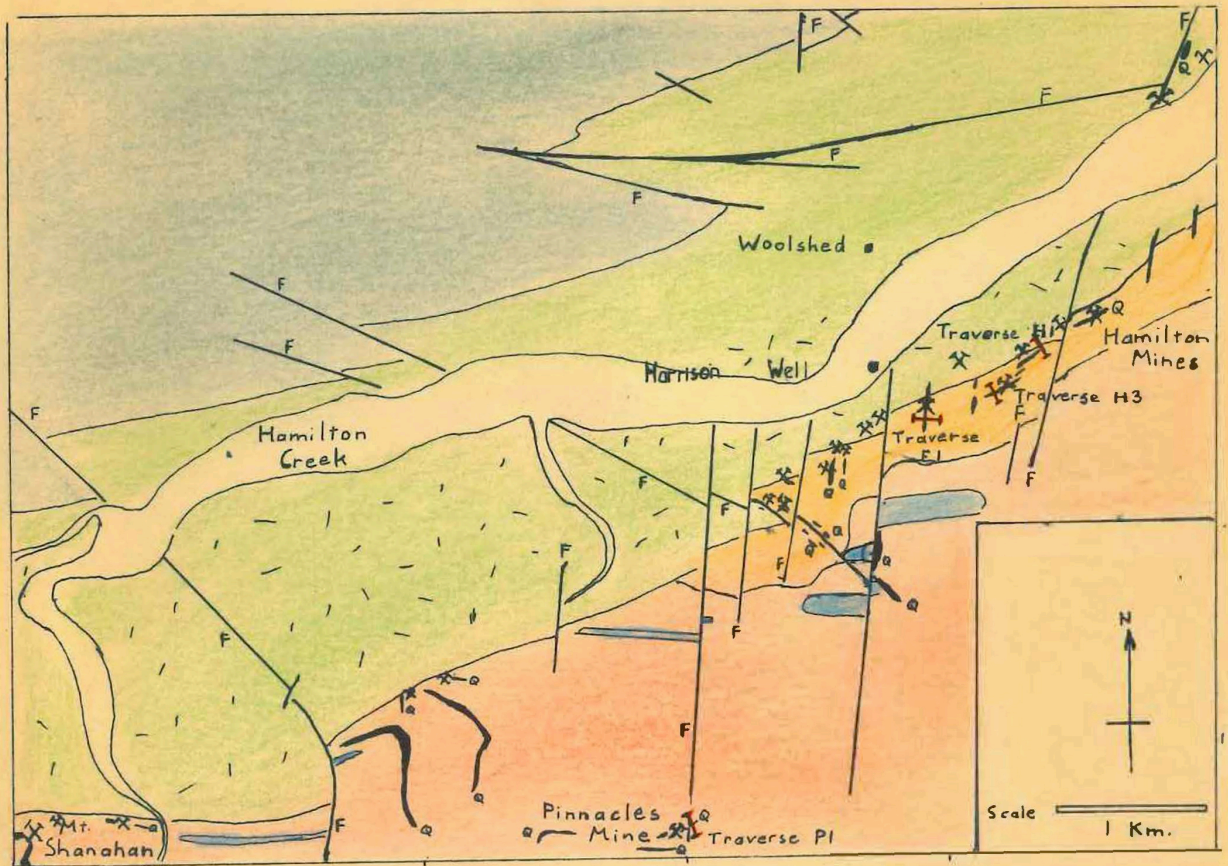 F
F
Q
F
F
F
Woolshed
F
F
F
Traverse H1
Q
Hamilton
Mines
Harrison Well
Traverse H3
F
Hamilton
Creek
Traverse
F
F
F
Q
Q
Q
Q
F
F
Q
Q
F
F
N
F
Q
Q
F
Scale
1 Km.
Pinnacles
Mine
Q
Q
Q
Traverse P1
Q
Q
F
Mt.
Shanahan
Q